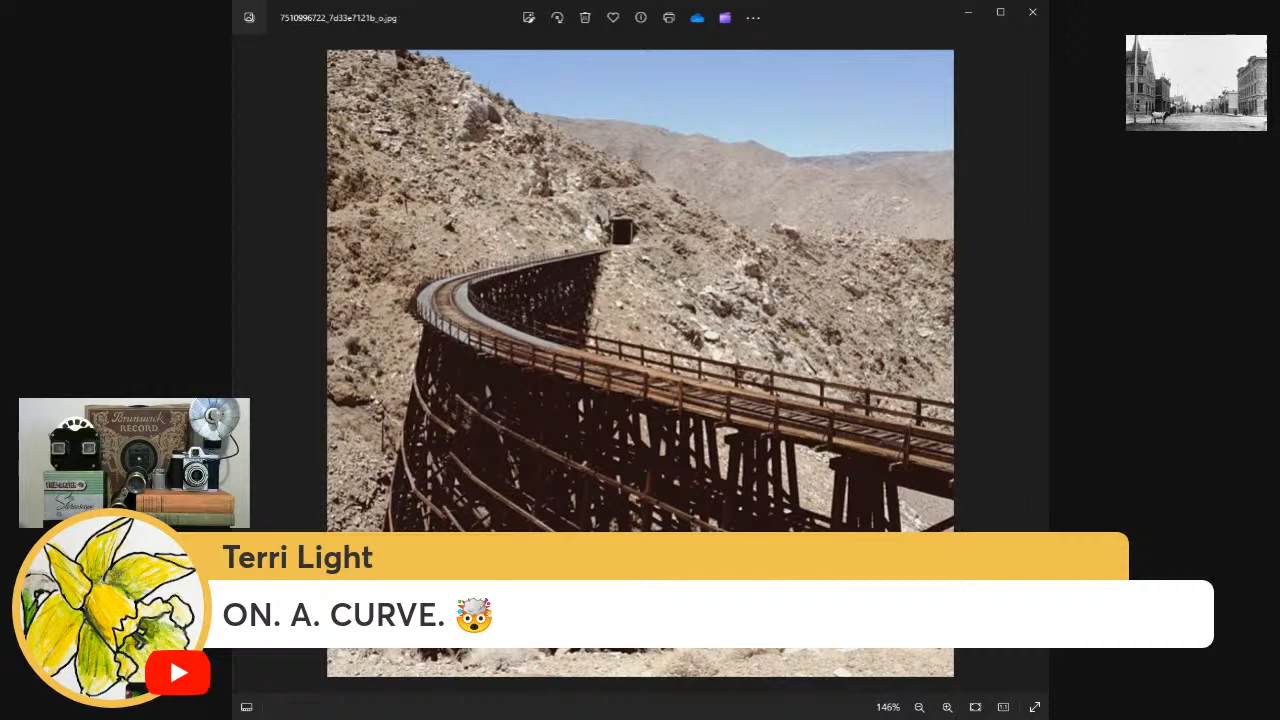 7510996722_7d33e7121b_o.jpg
Brunswick
RECORD
Terri Light
ON. A. CURVE. 🤯
146%